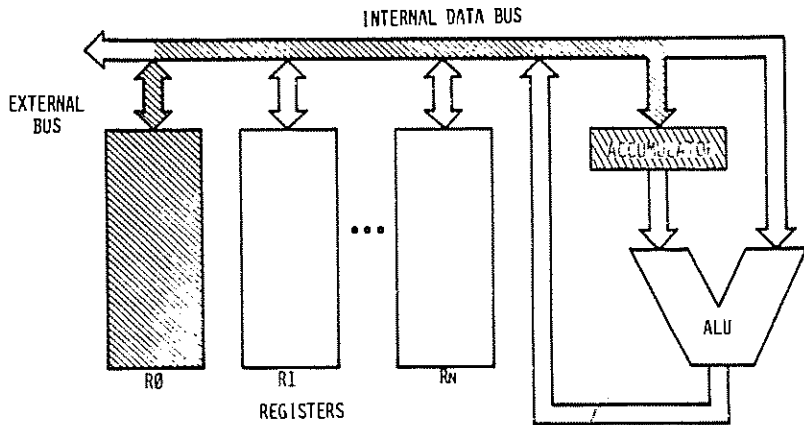 INTERNAL DATA BUS
EXTERNAL
BUS
ACCUMULATOR
ALU
RØ
R1
RN
REGISTERS